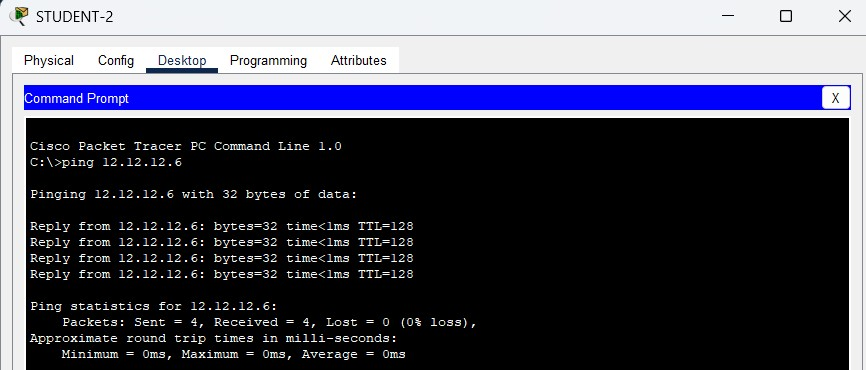 STUDENT-2
Physical Config Desktop Programming Attributes
Command Prompt
X
Cisco Packet Tracer PC Command Line 1.0
C:\>ping 12.12.12.6
Pinging 12.12.12.6 with 32 bytes of data:
Reply from 12.12.12.6: bytes=32 time<1ms TTL=128
Reply from 12.12.12.6: bytes=32 time<1ms TTL=128
Reply from 12.12.12.6: bytes=32 time<1ms TTL=128
Reply from 12.12.12.6: bytes=32 time<1ms TTL=128
Ping statistics for 12.12.12.6:
Packets: Sent = 4, Received = 4, Lost = 0 (0% loss),
Approximate round trip times in milli-seconds:
Minimum = 0ms, Maximum = 0ms, Average = 0ms